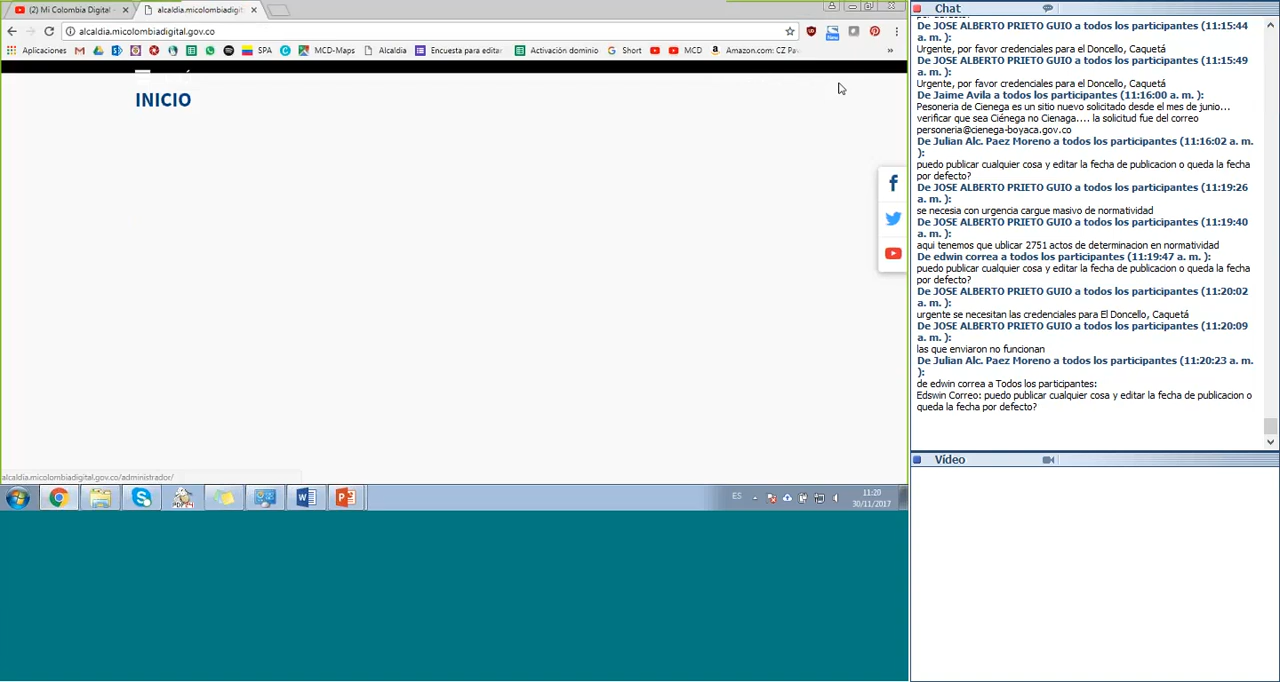 (2) Mi Colombia Digital
alcaldia.micolombiadigit
alcaldia.micolombiadigital.gov.co
Aplicaciones
SPA
MCD-Maps
Alcaldia
Encuesta para edita
Activación dominio
Short
MCD
Amazon.com: CZ Pa
»
New
INICIO
alcaldia.micolombiadigital.gov.co/administrador/
ES
11:20
30/11/2017
Chat
De JOSE ALBERTO PRIETO GUIO a todos los participantes (11:15:44
a. m. ):
Urgente, por favor credenciales para el Doncello, Caquetá
De JOSE ALBERTO PRIETO GUIO a todos los participantes (11:15:49
a. m. ):
Urgente, por favor credenciales para el Doncello, Caquetá
De Jaime Avila a todos los participantes (11:16:00 a. m. ):
Pesoneria de Cienega es un sitio nuevo solicitado desde el mes de junio...
verificar que sea Ciénega no Cienaga.... la solicitud fue del correo
personeria@cienega-boyaca.gov.co
De Julian Alc. Paez Moreno a todos los participantes (11:16:02 a. m.
):
puedo publicar cualquier cosa y editar la fecha de publicacion o queda la fecha
por defecto?
De JOSE ALBERTO PRIETO GUIO a todos los participantes (11:19:26
a. m. ):
se necesia con urgencia cargue masivo de normatividad
De JOSE ALBERTO PRIETO GUIO a todos los participantes (11:19:40
a. m. ):
aqui tenemos que ublicar 2751 actos de determinacion en normatividad
De edwin correa a todos los participantes (11:19:47 a. m. ):
puedo publicar cualquier cosa y editar la fecha de publicacion o queda la fecha
por defecto?
De JOSE ALBERTO PRIETO GUIO a todos los participantes (11:20:02
a. m. ):
urgente se necesitan las credenciales para El Doncello, Caquetá
De JOSE ALBERTO PRIETO GUIO a todos los participantes (11:20:09
a. m. ):
las que enviaron no funcionan
De Julian Alc. Paez Moreno a todos los participantes (11:20:23 a. m.
):
de edwin correa a Todos los participantes:
Edswin Correo: puedo publicar cualquier cosa y editar la fecha de publicacion o
queda la fecha por defecto?
Vídeo